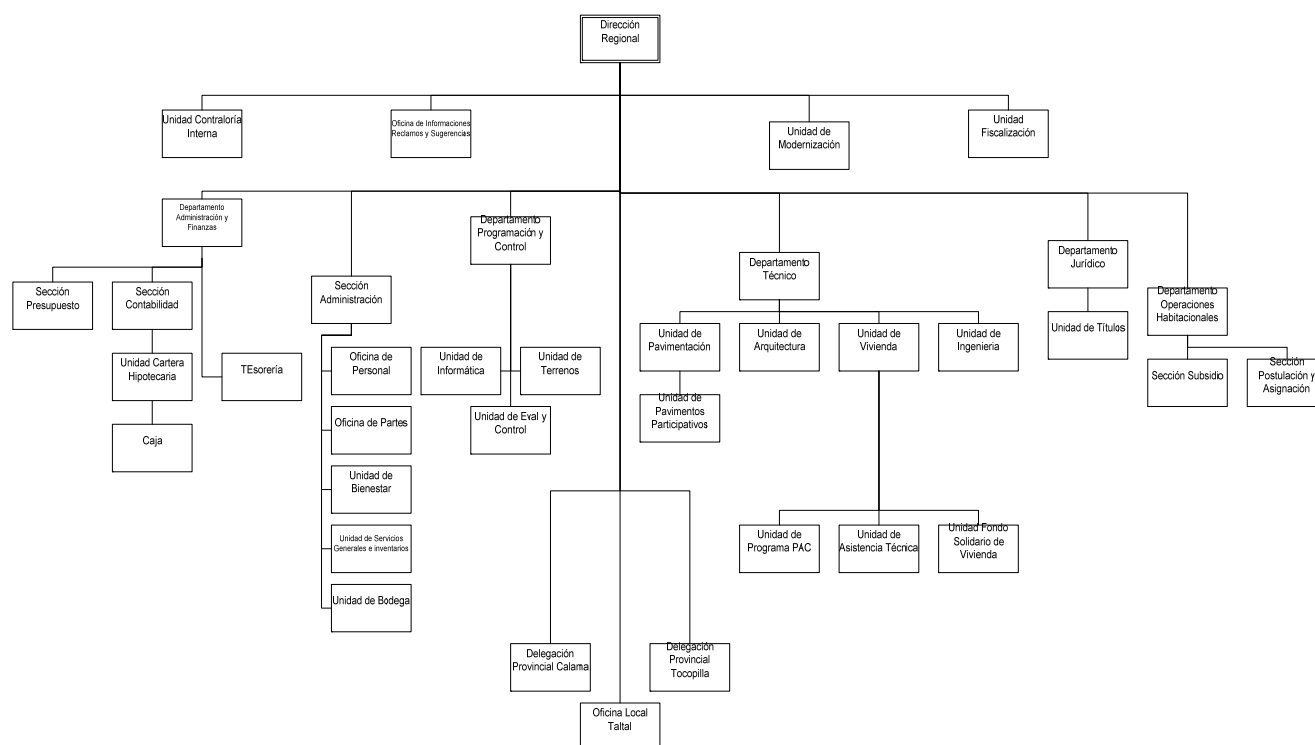 Dirección
Regional
Unidad Contraloría
Interna
Oficina de Informaciones
Reclamos y Sugerencias
Unidad de
Modernización
Unidad
Fiscalización
Departamento
Administración y
Finanzas
Departamento
Programación y
Control
Departamento
Técnico
Departamento
Jurídico
Departamento
Operaciones
Habitacionales
Sección
Presupuesto
Sección
Contabilidad
Sección
Administración
Unidad de
Pavimentación
Unidad de
Arquitectura
Unidad de
Vivienda
Unidad de
Ingenieria
Unidad de Títulos
Unidad Cartera
Hipotecaria
TEsorería
Oficina de
Personal
Unidad de
Informática
Unidad de
Terrenos
Sección Subsidio
Sección
Postulación y
Asignación
Caja
Oficina de Partes
Unidad de Eval y
Control
Unidad de
Pavimentos
Participativos
Unidad de
Bienestar
Unidad de Servicios
Generales e inventarios
Unidad de
Programa PAC
Unidad de
Asistencia Técnica
Unidad Fondo
Solidario de
Vivienda
Unidad de Bodega
Delegación
Provincial Calama
Delegación
Provincial
Tocopilla
Oficina Local
Taltal